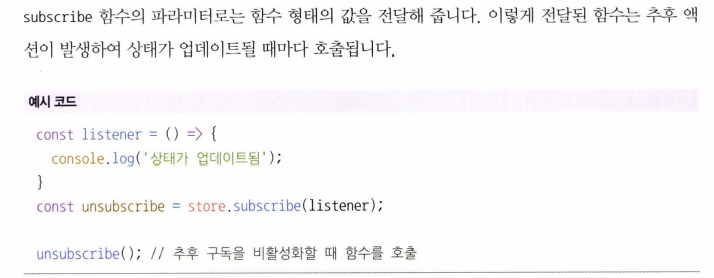 subscribe 함수의 파라미터로는 함수 형태의 값을 전달해 줍니다. 이렇게 전달된 함수는 추후 액
션이 발생하여 상태가 업데이트될 때마다 호출됩니다.
예시 코드
const listener = () => {
  console.log('상태가 업데이트됨');
}
const unsubscribe = store.subscribe(listener);
unsubscribe(); // 추후 구독을 비활성화할 때 함수를 호출